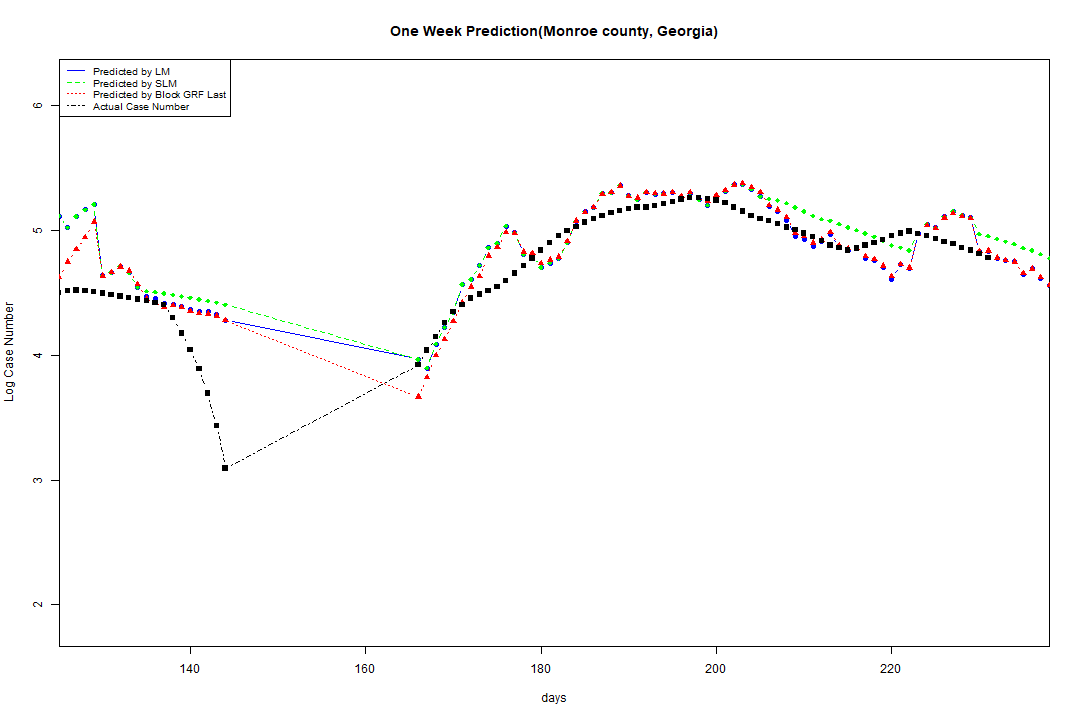 One Week Prediction(Monroe county, Georgia)
Predicted by LM
Predicted by SLM
Predicted by Block GRF Last
Actual Case Number
6
5
4
3
2
Log Case Number
140 160 180 200 220
days